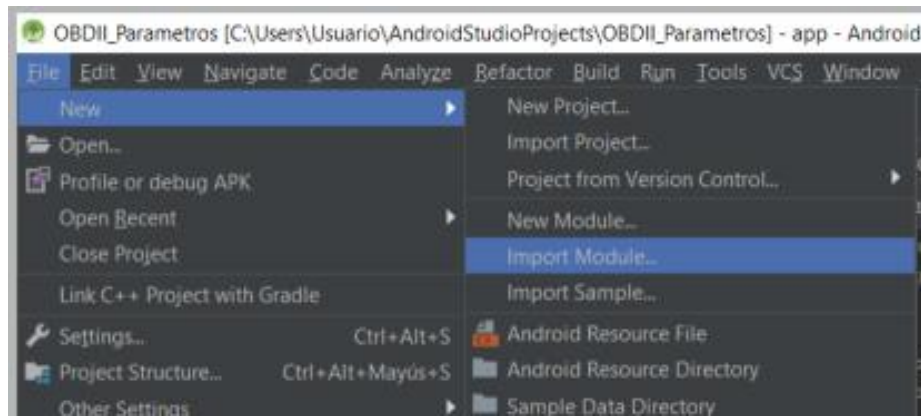 OBDII_Parametros [C:\Users\Usuario\AndroidStudioProjects\OBDII_Parametros] - app - Android
File Edit View Navigate Code Analyze Refactor Build Run Tools VCS Window
New
Open...
Profile or debug APK
Open Recent
Close Project
Link C++ Project with Gradle
Settings... Ctrl+Alt+S
Project Structure... Ctrl+Alt+Mayús+S
Other Settings
New Project...
Import Project...
Project from Version Control...
New Module...
Import Module...
Import Sample...
Android Resource File
Android Resource Directory
Sample Data Directory